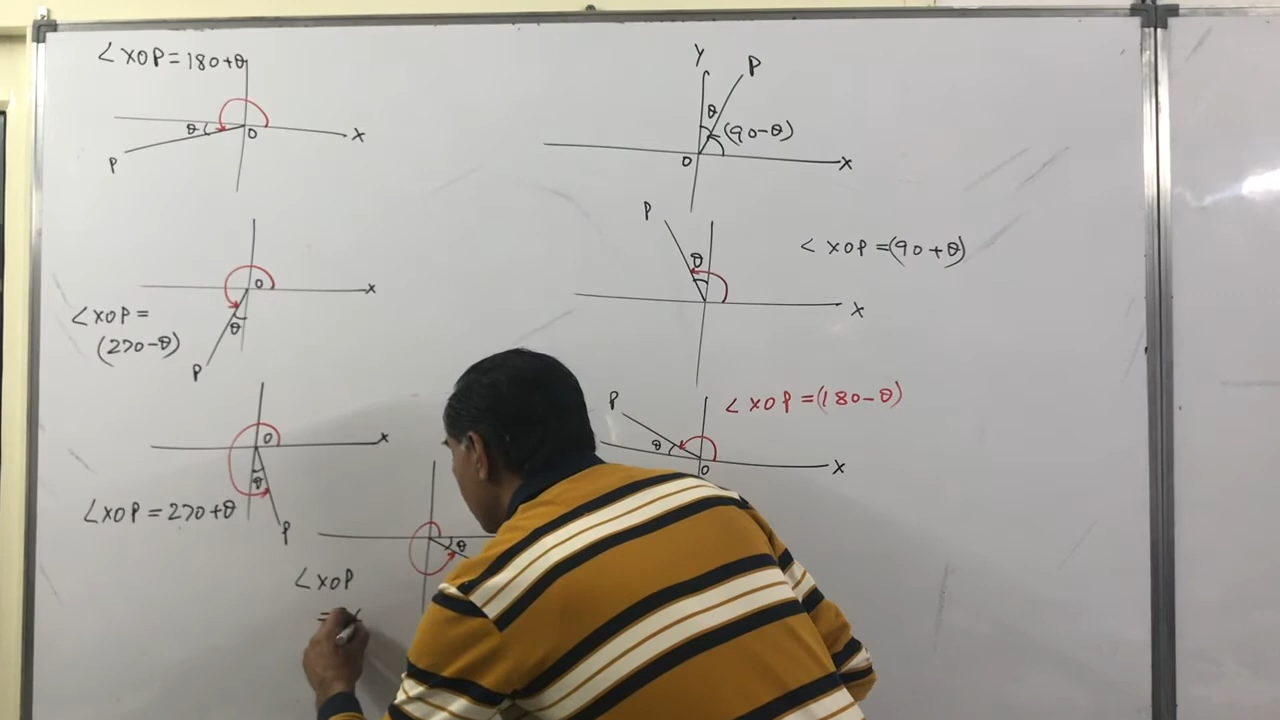 ∠XOP=180+θ
θ
O
X
P
O
X
∠XOP=
(270-θ)
θ
P
O
X
θ
∠XOP=270+θ
P
θ
∠XOP
=
Y
P
θ
(90-θ)
O
X
P
θ
∠XOP=(90+θ)
X
P
∠XOP=(180-θ)
θ
O
X